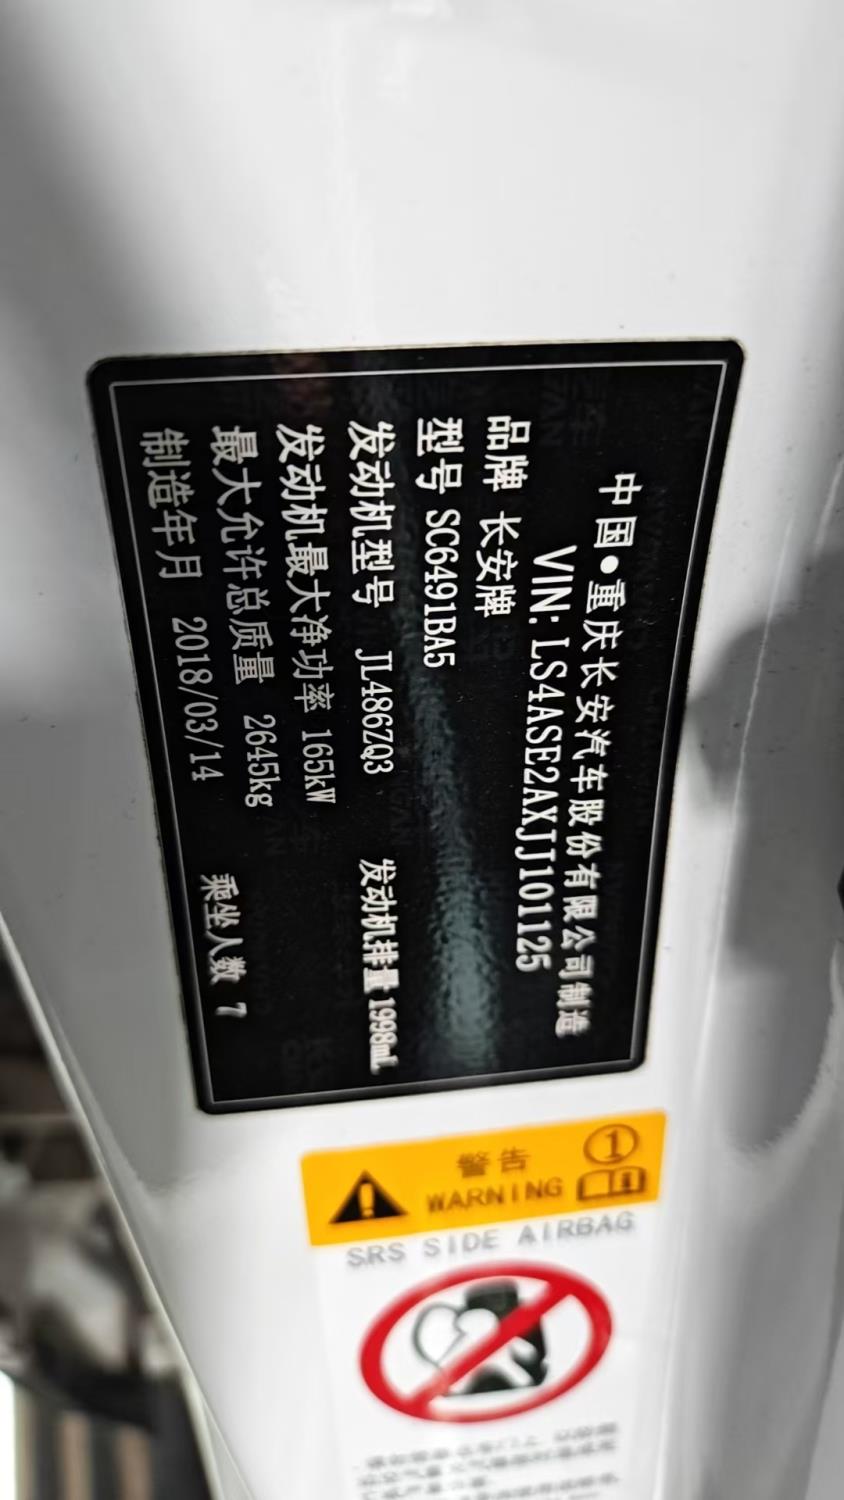 中国●重庆长安汽车股份有限公司制造
VIN: LS4ASE2AXJJ101125
品牌 长安牌
型号 SC6491BA5
发动机型号 JL486ZQ3 发动机排量 1998mL
发动机最大净功率 165kW
最大允许总质量 2645kg
制造年月 2018/03/14 乘坐人数 7
警告 ①
WARNING
SRS SIDE AIRBAG